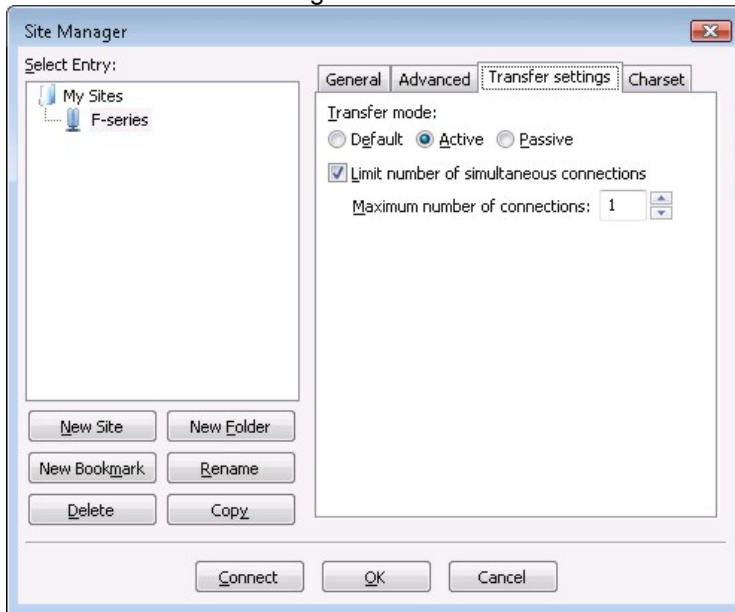 Site Manager
Select Entry:
My Sites
F-series
New Site
New Folder
New Bookmark
Rename
Delete
Copy
General
Advanced
Transfer settings
Charset
Transfer mode:
Default
Active
Passive
Limit number of simultaneous connections
Maximum number of connections: 1
Connect
OK
Cancel